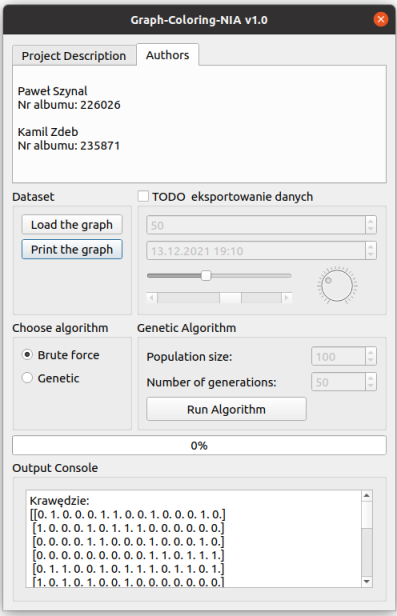 Graph-Coloring-NIA v1.0
Project Description
Authors
Paweł Szynal
Nr albumu: 226026
Kamil Zdeb
Nr albumu: 235871
Dataset
TODO eksportowanie danych
Load the graph
50
Print the graph
13.12.2021 19:10
Choose algorithm
Genetic Algorithm
Brute force
Population size:
100
Genetic
Number of generations:
50
Run Algorithm
0%
Output Console
Krawędzie:
[[0. 1. 0. 0. 0. 1. 1. 0. 0. 1. 0. 0. 0. 1. 0.]
[1. 0. 0. 0. 1. 0. 1. 1. 1. 0. 0. 0. 0. 0. 0.]
[0. 0. 0. 0. 1. 1. 0. 0. 0. 1. 0. 0. 0. 1. 0.]
[0. 0. 0. 0. 0. 0. 0. 0. 1. 1. 0. 1. 1. 1. 1.]
[0. 1. 1. 0. 0. 1. 0. 1. 1. 1. 0. 1. 1. 0. 1.]
[1. 0. 1. 0. 1. 0. 0. 1. 0. 0. 0. 0. 0. 0. 0.]